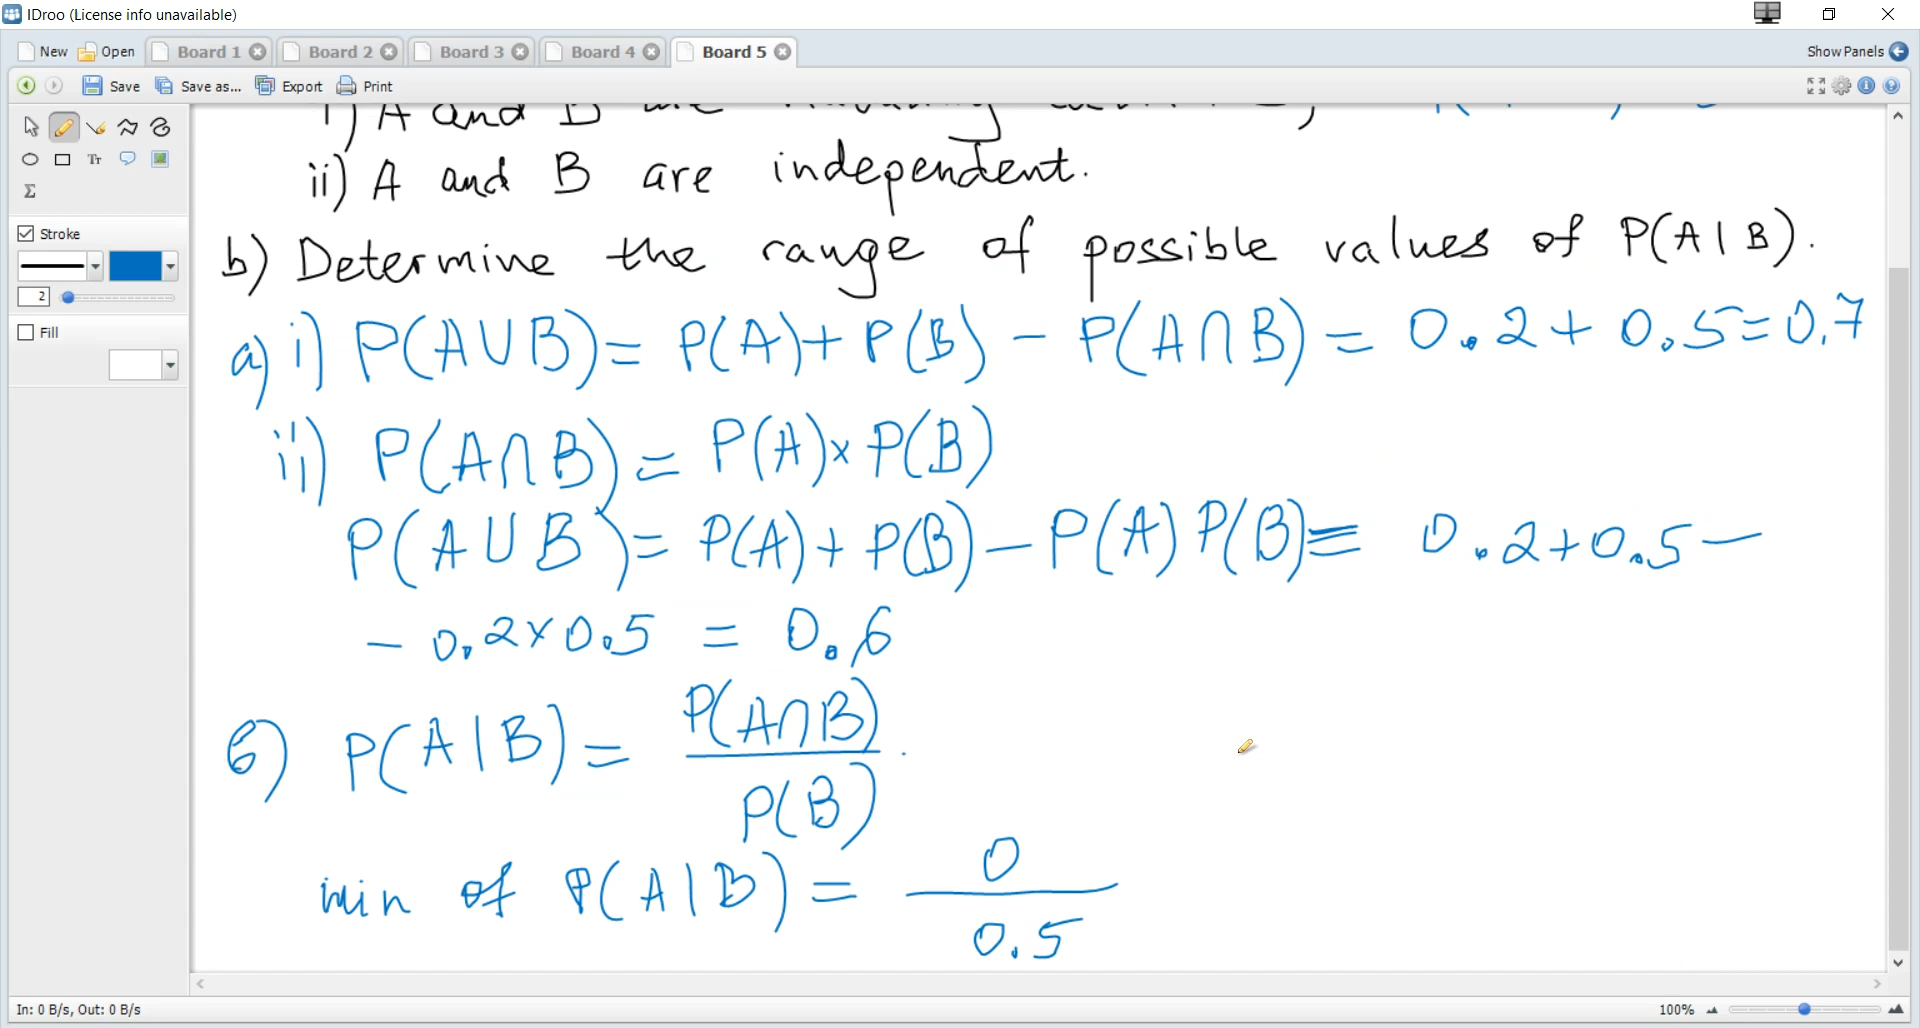 IDroo (License info unavailable)
New Open Board 1 Board 2 Board 3 Board 4 Board 5 Show Panels
Save Save as... Export Print
i) A and B are
ii) A and B are independent.
b) Determine the range of possible values of P(A|B).
a) i) P(A∪B) = P(A) + P(B) - P(A∩B) = 0.2 + 0.5 = 0.7
ii) P(A∩B) = P(A) × P(B)
P(A∪B) = P(A) + P(B) - P(A) P(B) = 0.2 + 0.5 -
- 0.2 × 0.5 = 0.6
б) P(A|B) = P(A∩B)
P(B)
min of P(A|B) = 0
0.5
Tт
Σ
Stroke
2
Fill
In: 0 B/s, Out: 0 B/s
100%